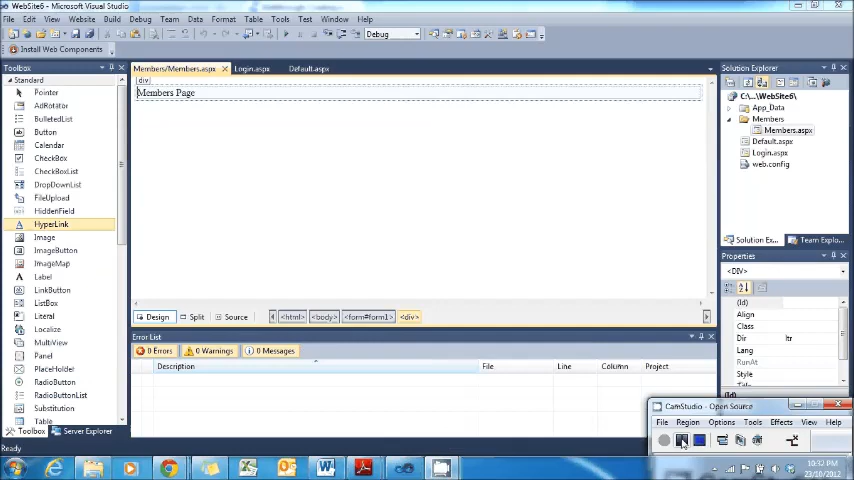 WebSite6 - Microsoft Visual Studio
File Edit View Website Build Debug Team Data Format Table Tools Test Window Help
Debug
Install Web Components
Toolbox
Standard
Pointer
AdRotator
BulletedList
Button
Calendar
CheckBox
CheckBoxList
DropDownList
FileUpload
HiddenField
HyperLink
Image
ImageButton
ImageMap
Label
LinkButton
ListBox
Literal
Localize
MultiView
Panel
PlaceHolder
RadioButton
RadioButtonList
Substitution
Table
Toolbox Server Explorer
Members/Members.aspx Login.aspx Default.aspx
div
Members Page
Design Split Source <html> <body> <form#form1> <div>
Error List
0 Errors 0 Warnings 0 Messages
Description File Line Column Project
Solution Explorer
C:\...\WebSite6\
App_Data
Members
Members.aspx
Default.aspx
Login.aspx
web.config
Solution Ex... Team Explo...
Properties
<DIV>
(Id)
Align
Class
Dir ltr
Lang
RunAt
Style
Title
(Id)
CamStudio - Open Source
File Region Options Tools Effects View Help
Ready
10:32 PM
23/10/2012